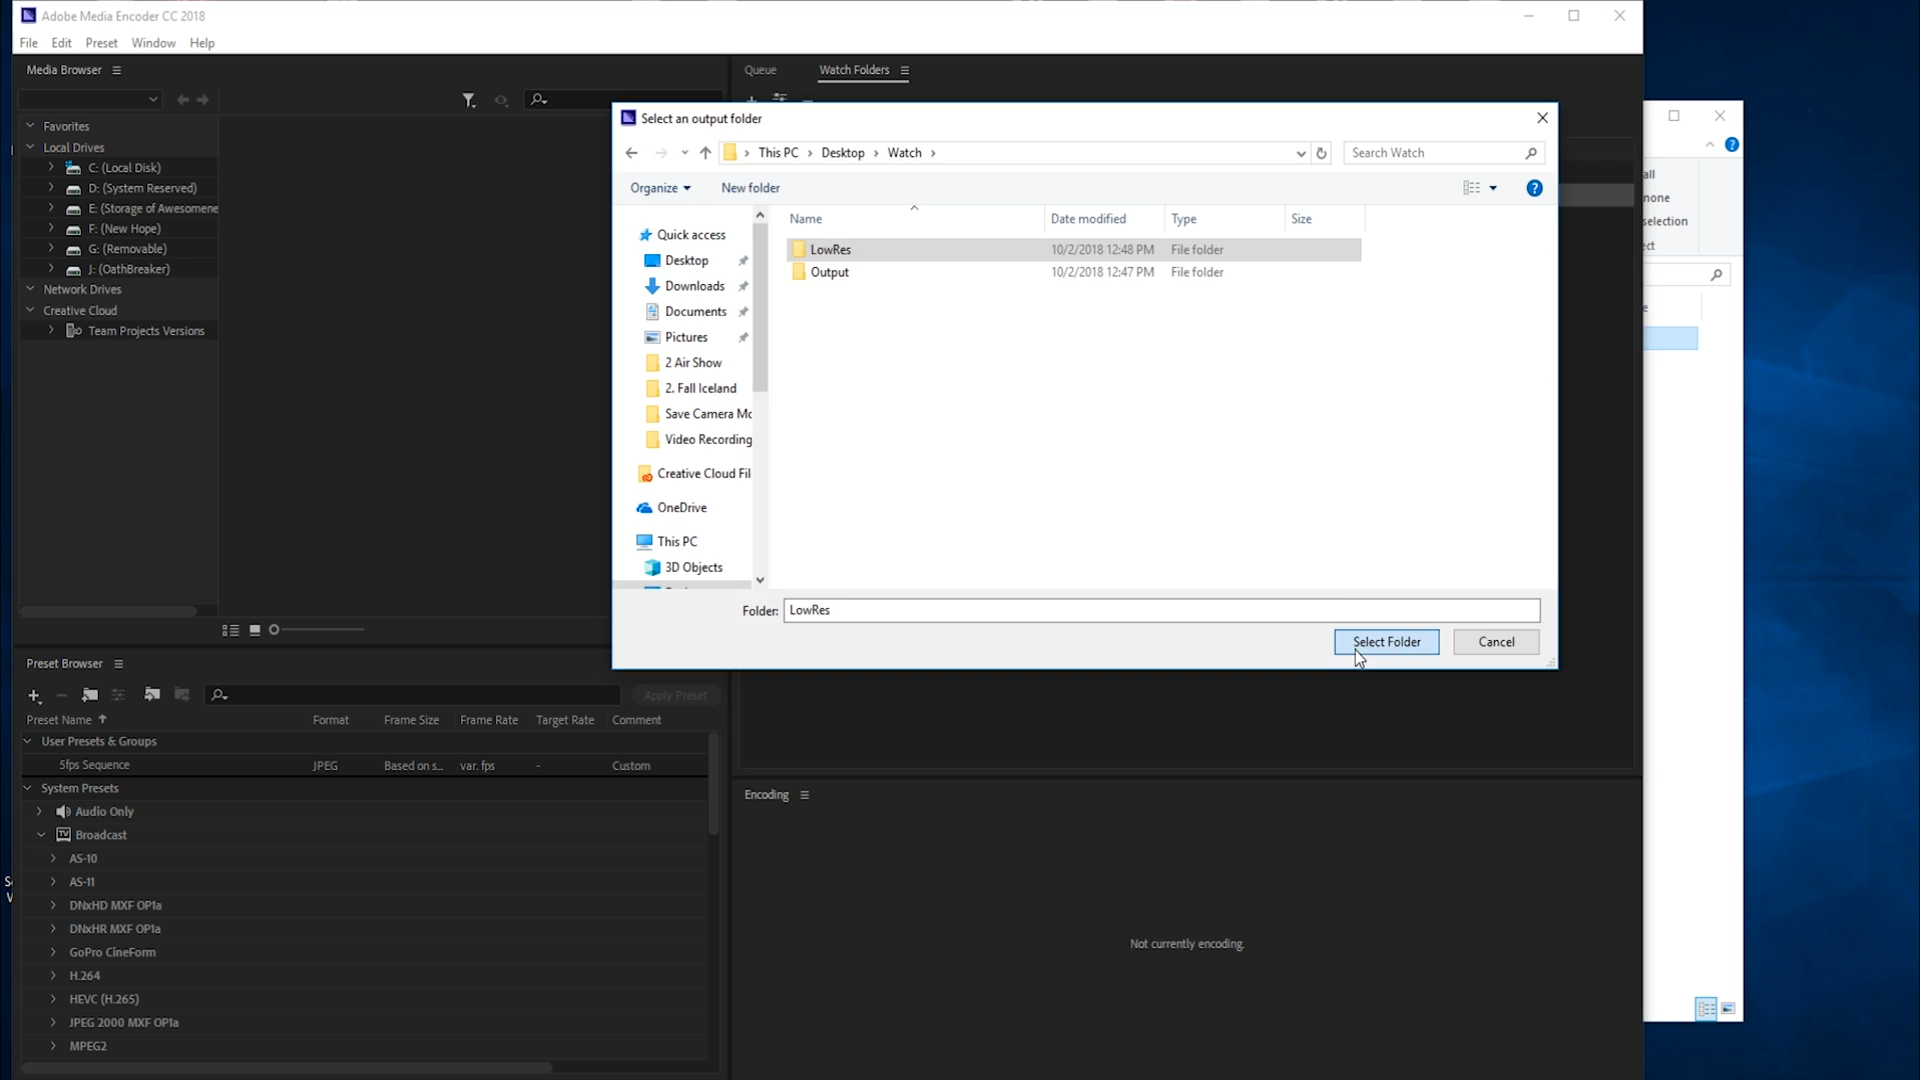 Adobe Media Encoder CC 2018
File Edit Preset Window Help
Media Browser
Favorites
Local Drives
C: (Local Disk)
D: (System Reserved)
E: (Storage of Awesomene
F: (New Hope)
G: (Removable)
J: (OathBreaker)
Network Drives
Creative Cloud
Team Projects Versions
Queue Watch Folders
Select an output folder
This PC Desktop Watch
Search Watch
Organize New folder
Quick access
Desktop
Downloads
Documents
Pictures
2 Air Show
2. Fall Iceland
Save Camera Mo
Video Recording
Creative Cloud Fil
OneDrive
This PC
3D Objects
Name Date modified Type Size
LowRes 10/2/2018 12:48 PM File folder
Output 10/2/2018 12:47 PM File folder
Folder: LowRes
Select Folder Cancel
all
none
selection
ect
Preset Browser
Apply Preset
Preset Name Format Frame Size Frame Rate Target Rate Comment
User Presets & Groups
5fps Sequence JPEG Based on s... var. fps - Custom
System Presets
Audio Only
Broadcast
AS-10
AS-11
DNxHD MXF OP1a
DNxHR MXF OP1a
GoPro CineForm
H.264
HEVC (H.265)
JPEG 2000 MXF OP1a
MPEG2
Encoding
Not currently encoding.